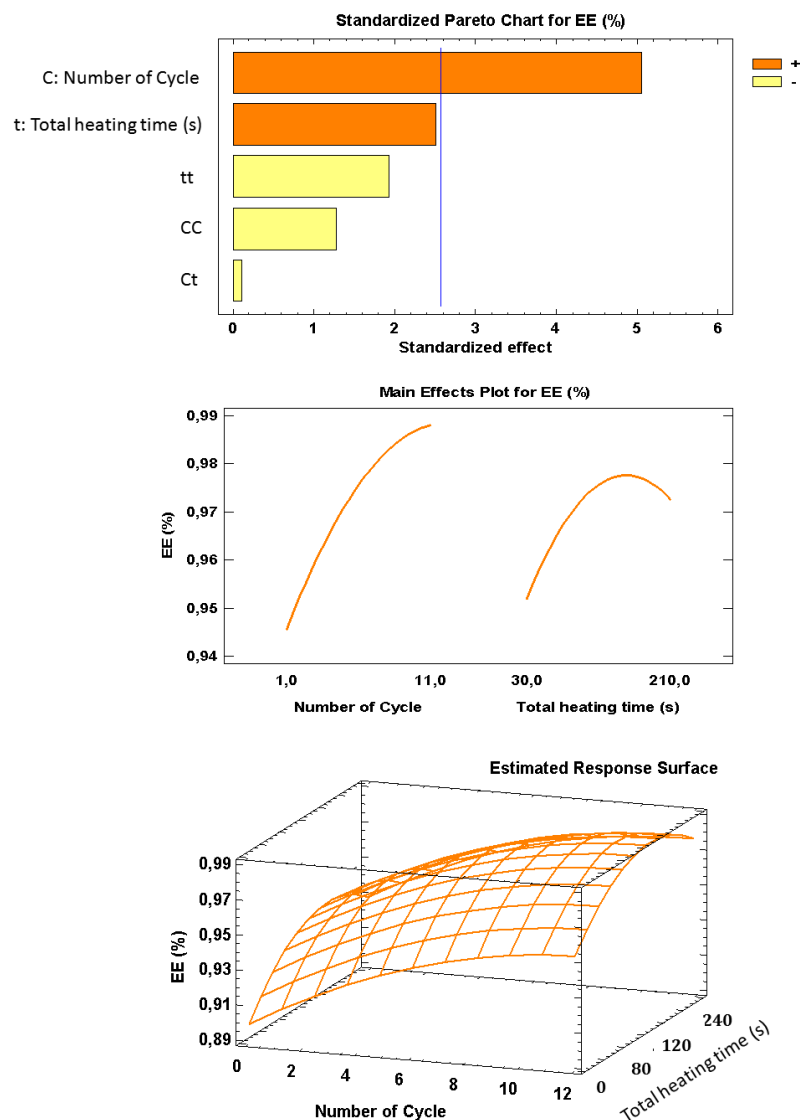 Standardized Pareto Chart for EE (%)
C: Number of Cycle
t: Total heating time (s)
tt
CC
Ct
+
-
0 1 2 3 4 5 6
Standardized effect
Main Effects Plot for EE (%)
0,99
0,98
0,97
0,96
0,95
0,94
EE (%)
1,0 11,0 30,0 210,0
Number of Cycle Total heating time (s)
Estimated Response Surface
0,99
0,97
0,95
0,93
0,91
0,89
EE (%)
0 2 4 6 8 10 12
Number of Cycle
0 80 120 240
Total heating time (s)